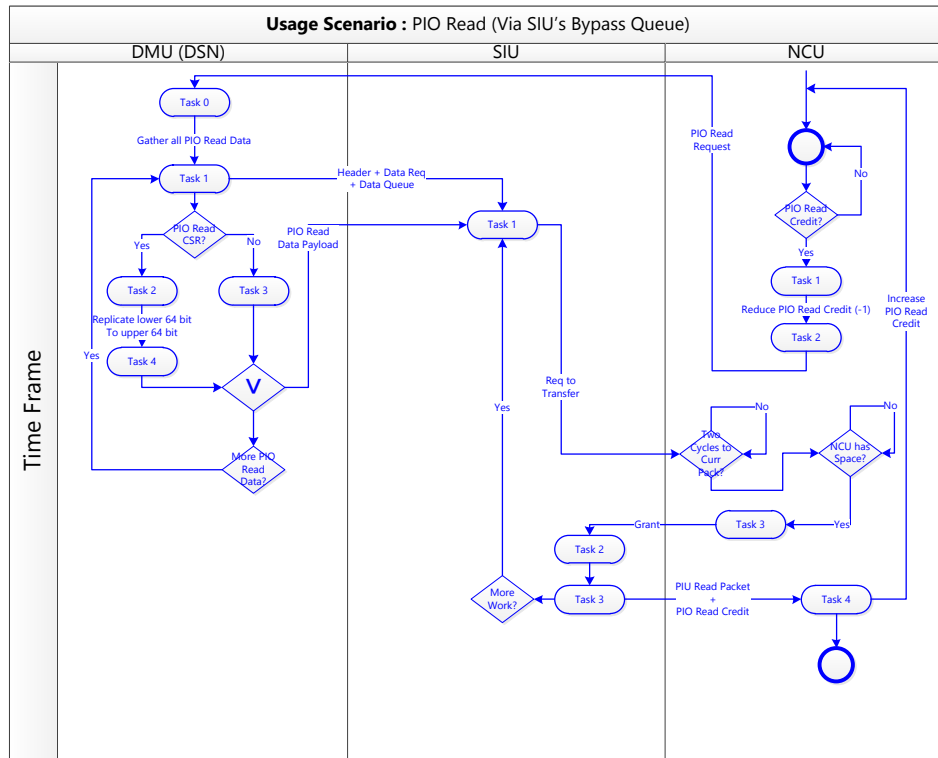 Usage Scenario : PIO Read (Via SIU's Bypass Queue)
DMU (DSN)
SIU
NCU
Time Frame
Task 0
Gather all PIO Read Data
Task 1
PIO Read
CSR?
Yes
No
Task 2
Task 3
Replicate lower 64 bit
To upper 64 bit
Task 4
Yes
V
More PIO
Read
Data?
Header + Data Req
+ Data Queue
PIO Read
Data Payload
Task 1
Req to
Transfer
Yes
Grant
Task 2
Task 3
More
Work?
PIU Read Packet
+
PIO Read Credit
PIO Read
Request
No
PIO Read
Credit?
Yes
Task 1
Reduce PIO Read Credit (-1)
Task 2
Increase
PIO Read
Credit
No
Two
Cycles to
Curr
Pack?
No
NCU has
Space?
Yes
Task 3
Task 4